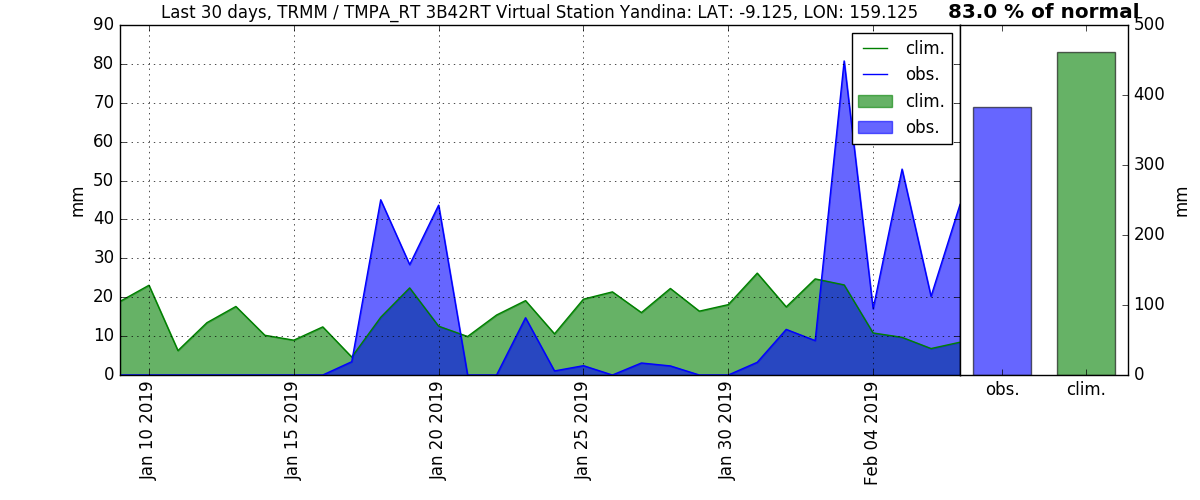 Last 30 days, TRMM / TMPA_RT 3B42RT Virtual Station Yandina: LAT: -9.125, LON: 159.125
83.0 % of normal
90
80
70
60
50
40
30
20
10
0
mm
clim.
obs.
clim.
obs.
Jan 10 2019
Jan 15 2019
Jan 20 2019
Jan 25 2019
Jan 30 2019
Feb 04 2019
500
400
300
200
100
0
mm
obs.
clim.